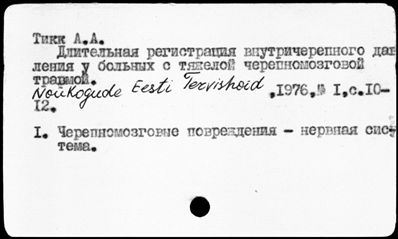 Тикк А.А.
Длительная регистрация внутричерепного дав
ления у больных с тяжелой черепномозговой
травмой.
Nõukogude Eesti Tervishoid ,1976,№ 1,с.10-
12.
I. Черепномозговые повреждения - нервная сис-
тема.